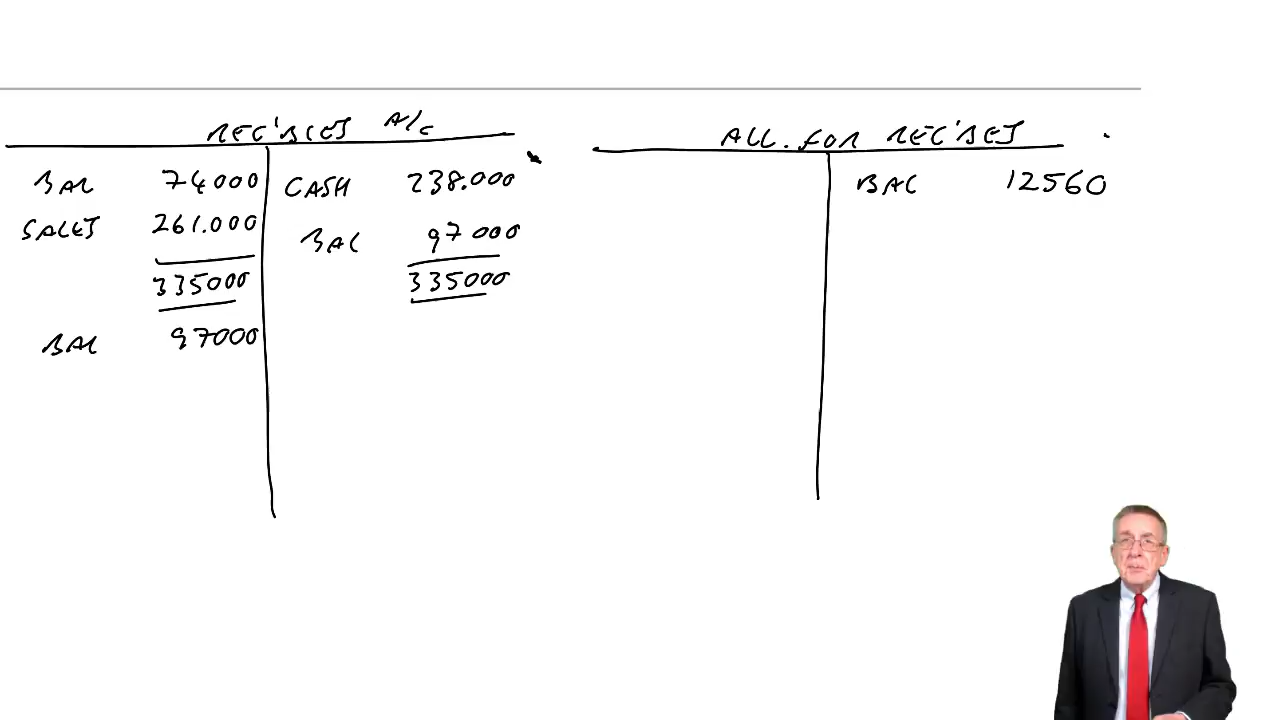 REC'BLES A/c
BAL 74000 CASH 238.000
SALES 261.000 BAL 97000
335000 335000
BAL 97000
ALL. FOR REC'BLES
BAL 12560